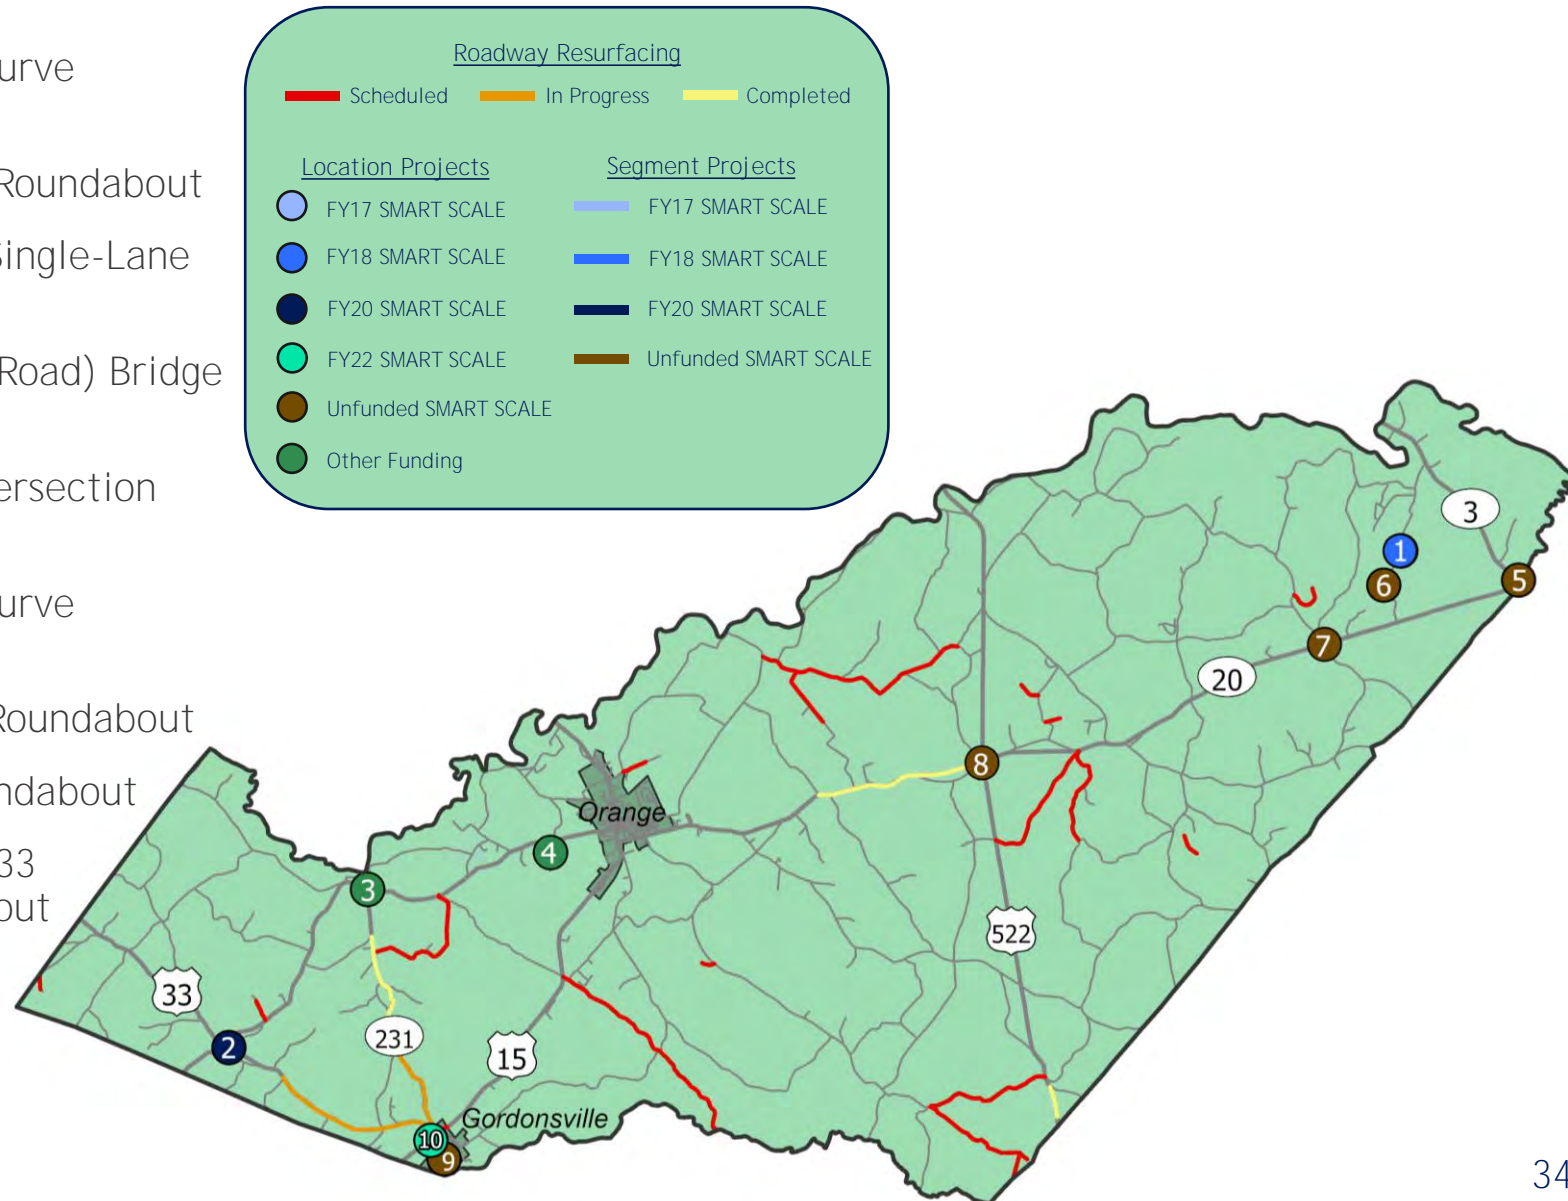 urve
Roundabout
Single-Lane
Road) Bridge
ersection
urve
Roundabout
ndabout
33
out
Roadway Resurfacing
Scheduled
In Progress
Completed
Location Projects
FY17 SMART SCALE
FY18 SMART SCALE
FY20 SMART SCALE
FY22 SMART SCALE
Unfunded SMART SCALE
Other Funding
Segment Projects
FY17 SMART SCALE
FY18 SMART SCALE
FY20 SMART SCALE
Unfunded SMART SCALE
3
1
6
5
7
20
8
Orange
4
3
522
33
231
15
2
Gordonsville
10
9
34